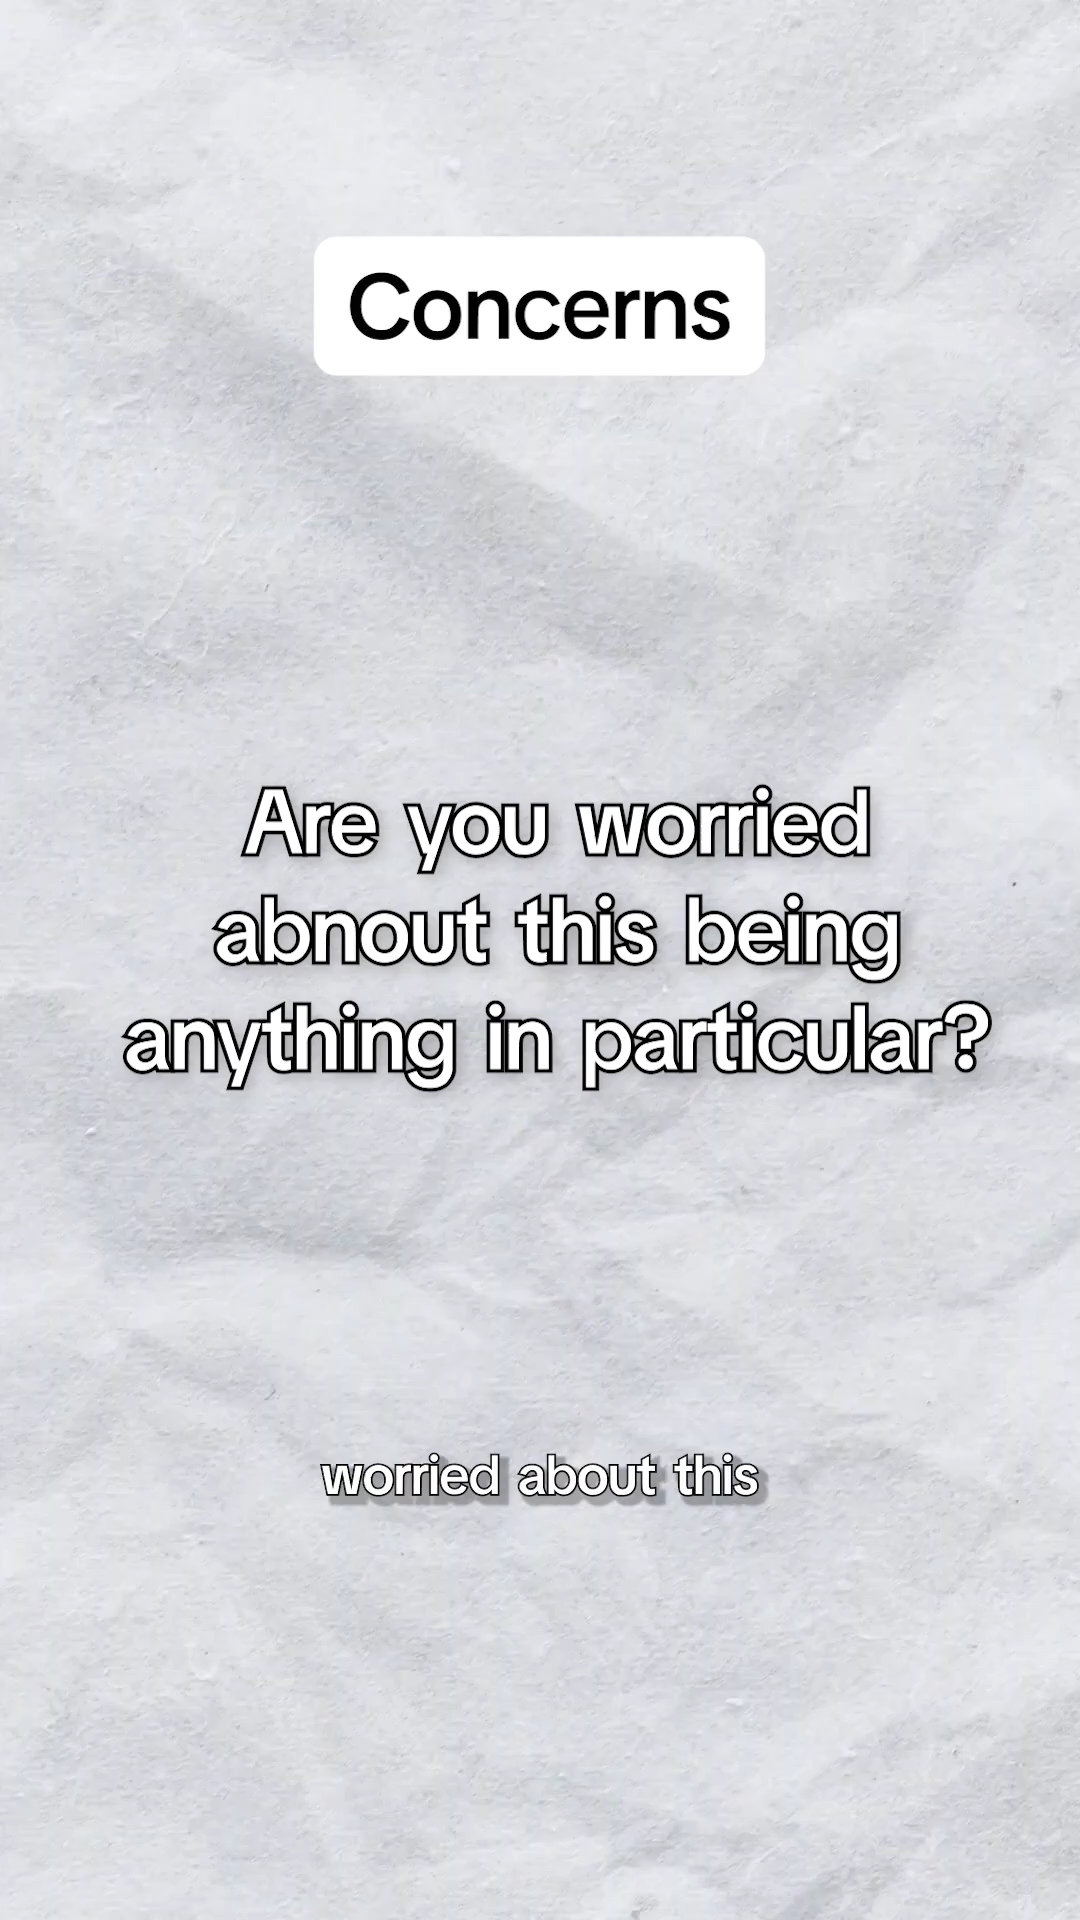 Concerns
Are you worried
abnout this being
anything in particular?
worried about this